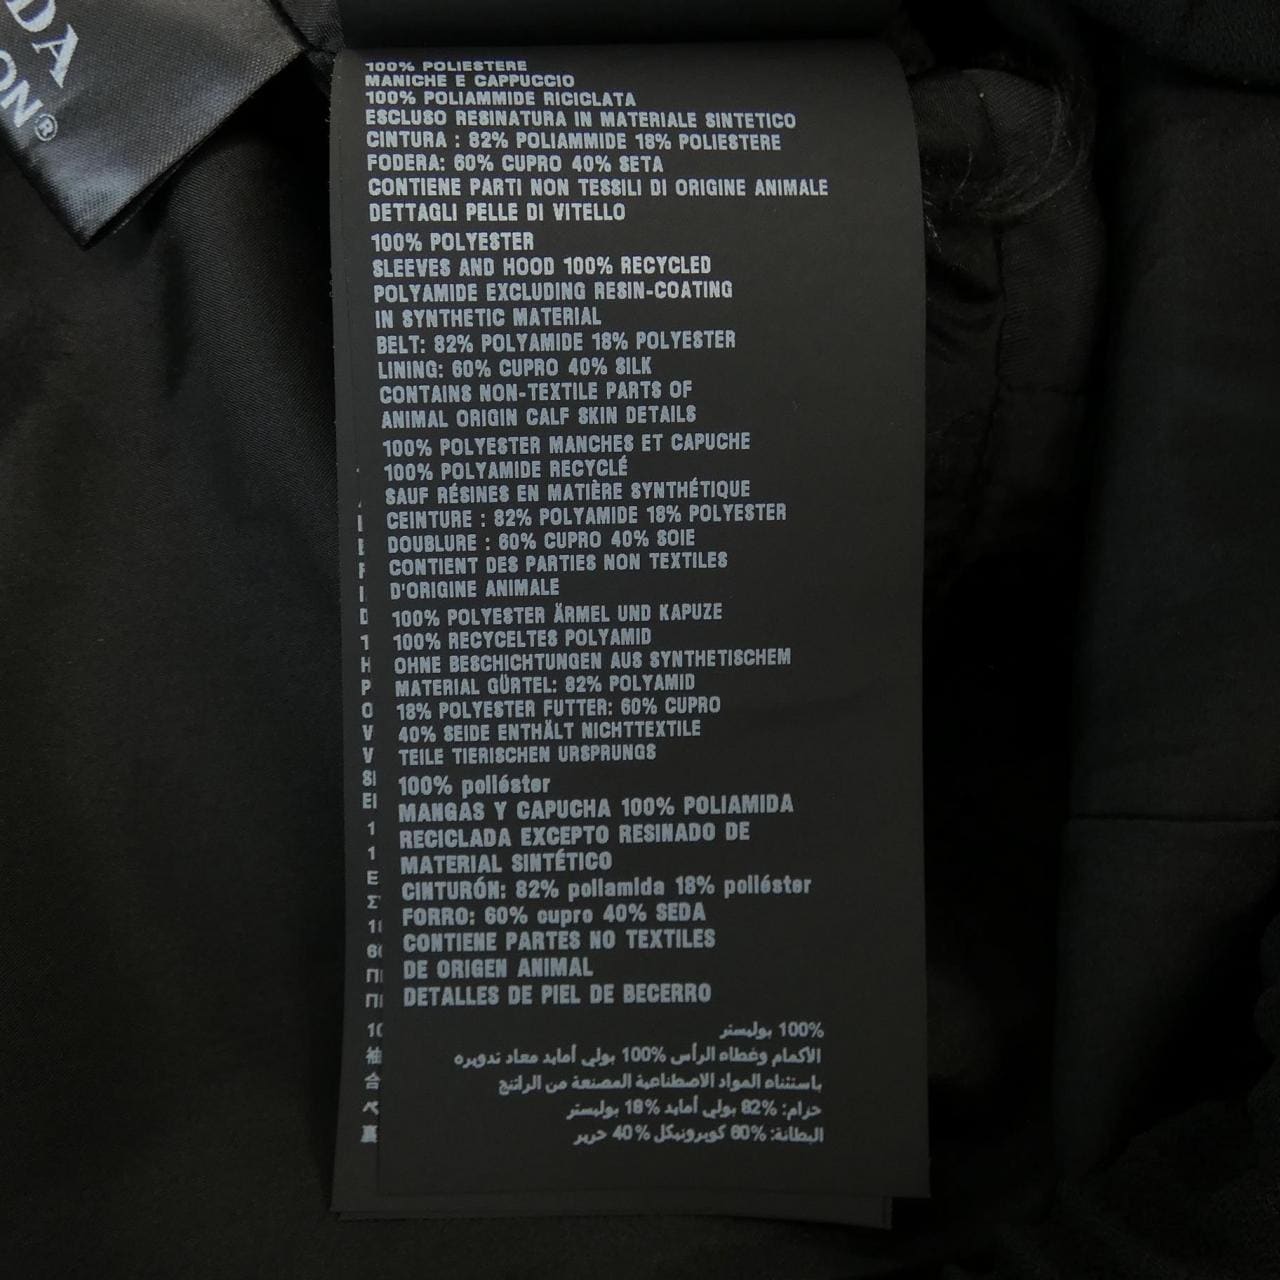 DA
ON®
100% POLIESTERE
MANICHE E CAPPUCCIO
100% POLIAMMIDE RICICLATA
ESCLUSO RESINATURA IN MATERIALE SINTETICO
CINTURA : 82% POLIAMMIDE 18% POLIESTERE
FODERA: 60% CUPRO 40% SETA
CONTIENE PARTI NON TESSILI DI ORIGINE ANIMALE
DETTAGLI PELLE DI VITELLO
100% POLYESTER
SLEEVES AND HOOD 100% RECYCLED
POLYAMIDE EXCLUDING RESIN-COATING
IN SYNTHETIC MATERIAL
BELT: 82% POLYAMIDE 18% POLYESTER
LINING: 60% CUPRO 40% SILK
CONTAINS NON-TEXTILE PARTS OF
ANIMAL ORIGIN CALF SKIN DETAILS
100% POLYESTER MANCHES ET CAPUCHE
100% POLYAMIDE RECYCLÉ
SAUF RÉSINES EN MATIÈRE SYNTHÉTIQUE
CEINTURE : 82% POLYAMIDE 18% POLYESTER
DOUBLURE : 60% CUPRO 40% SOIE
CONTIENT DES PARTIES NON TEXTILES
D'ORIGINE ANIMALE
100% POLYESTER ÄRMEL UND KAPUZE
100% RECYCELTES POLYAMID
OHNE BESCHICHTUNGEN AUS SYNTHETISCHEM
MATERIAL GÜRTEL: 82% POLYAMID
18% POLYESTER FUTTER: 60% CUPRO
40% SEIDE ENTHÄLT NICHTTEXTILE
TEILE TIERISCHEN URSPRUNGS
100% poliéster
MANGAS Y CAPUCHA 100% POLIAMIDA
RECICLADA EXCEPTO RESINADO DE
MATERIAL SINTÉTICO
CINTURÓN: 82% poliamida 18% poliéster
FORRO: 60% cupro 40% SEDA
CONTIENE PARTES NO TEXTILES
DE ORIGEN ANIMAL
DETALLES DE PIEL DE BECERRO
100% بوليستر
الأكمام وغطاء الرأس 100% بولي أمايد معاد تدويره
باستثناء المواد الاصطناعية المصنعة من الراتنج
حزام: 82% بولي أمايد 18% بوليستر
البطانة: 60% كوبرونيكل 40% حرير